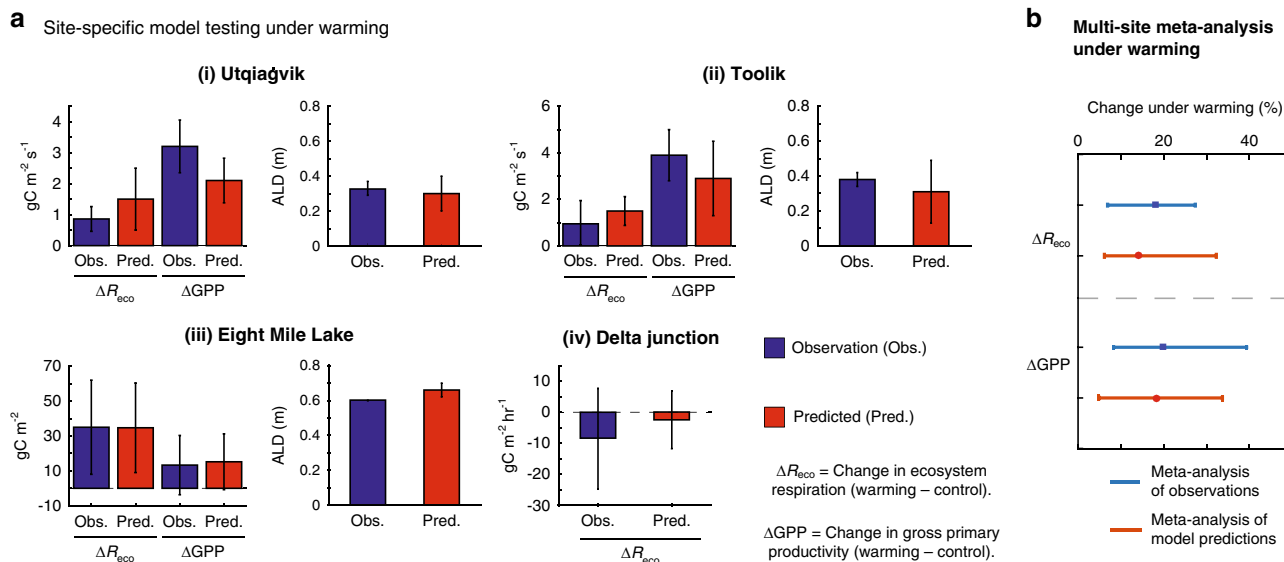 a Site-specific model testing under warming
(i) Utqiaġvik
gC m⁻² s⁻¹
4
3
2
1
0
Obs. Pred. Obs. Pred.
ΔReco ΔGPP
ALD (m)
0.8
0.6
0.4
0.2
0
Obs. Pred.
(ii) Toolik
gC m⁻² s⁻¹
6
4
2
0
Obs. Pred. Obs. Pred.
ΔReco ΔGPP
ALD (m)
0.8
0.6
0.4
0.2
0
Obs. Pred.
(iii) Eight Mile Lake
gC m⁻²
70
50
30
10
-10
Obs. Pred. Obs. Pred.
ΔReco ΔGPP
ALD (m)
0.8
0.6
0.4
0.2
0
Obs. Pred.
(iv) Delta junction
gC m⁻² hr⁻¹
15
10
0
-10
-20
-30
Obs. Pred.
ΔReco
Observation (Obs.)
Predicted (Pred.)
ΔReco = Change in ecosystem
respiration (warming – control).
ΔGPP = Change in gross primary
productivity (warming – control).
b Multi-site meta-analysis
under warming
Change under warming (%)
0 20 40
ΔReco
ΔGPP
Meta-analysis
of observations
Meta-analysis of
model predictions